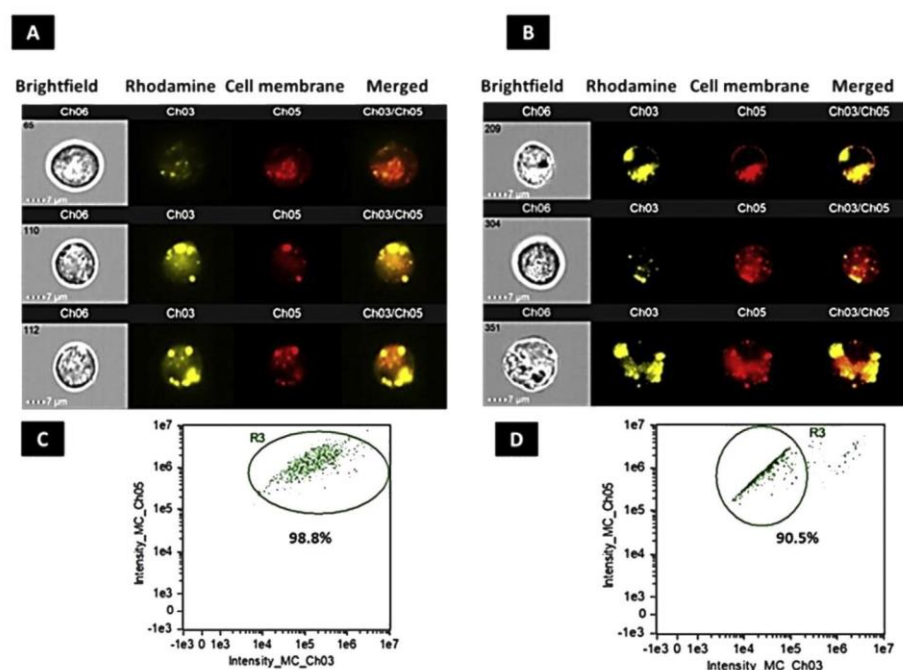 A
Brightfield Rhodamine Cell membrane Merged
Ch06 Ch03 Ch05 Ch03/Ch05
65
7 µm
Ch06 Ch03 Ch05 Ch03/Ch05
110
7 µm
Ch06 Ch03 Ch05 Ch03/Ch05
112
7 µm
B
Brightfield Rhodamine Cell membrane Merged
Ch06 Ch03 Ch05 Ch03/Ch05
209
7 µm
Ch06 Ch03 Ch05 Ch03/Ch05
304
7 µm
Ch06 Ch03 Ch05 Ch03/Ch05
351
7 µm
C
R3
98.8%
Intensity_MC_Ch05
1e7
1e6
1e5
1e4
1e3
0
-1e3
-1e3 0 1e3 1e4 1e5 1e6 1e7
Intensity_MC_Ch03
D
R3
90.5%
Intensity_MC_Ch05
1e7
1e6
1e5
1e4
1e3
0
-1e3
-1e3 0 1e3 1e4 1e5 1e6 1e7
Intensity_MC_Ch03